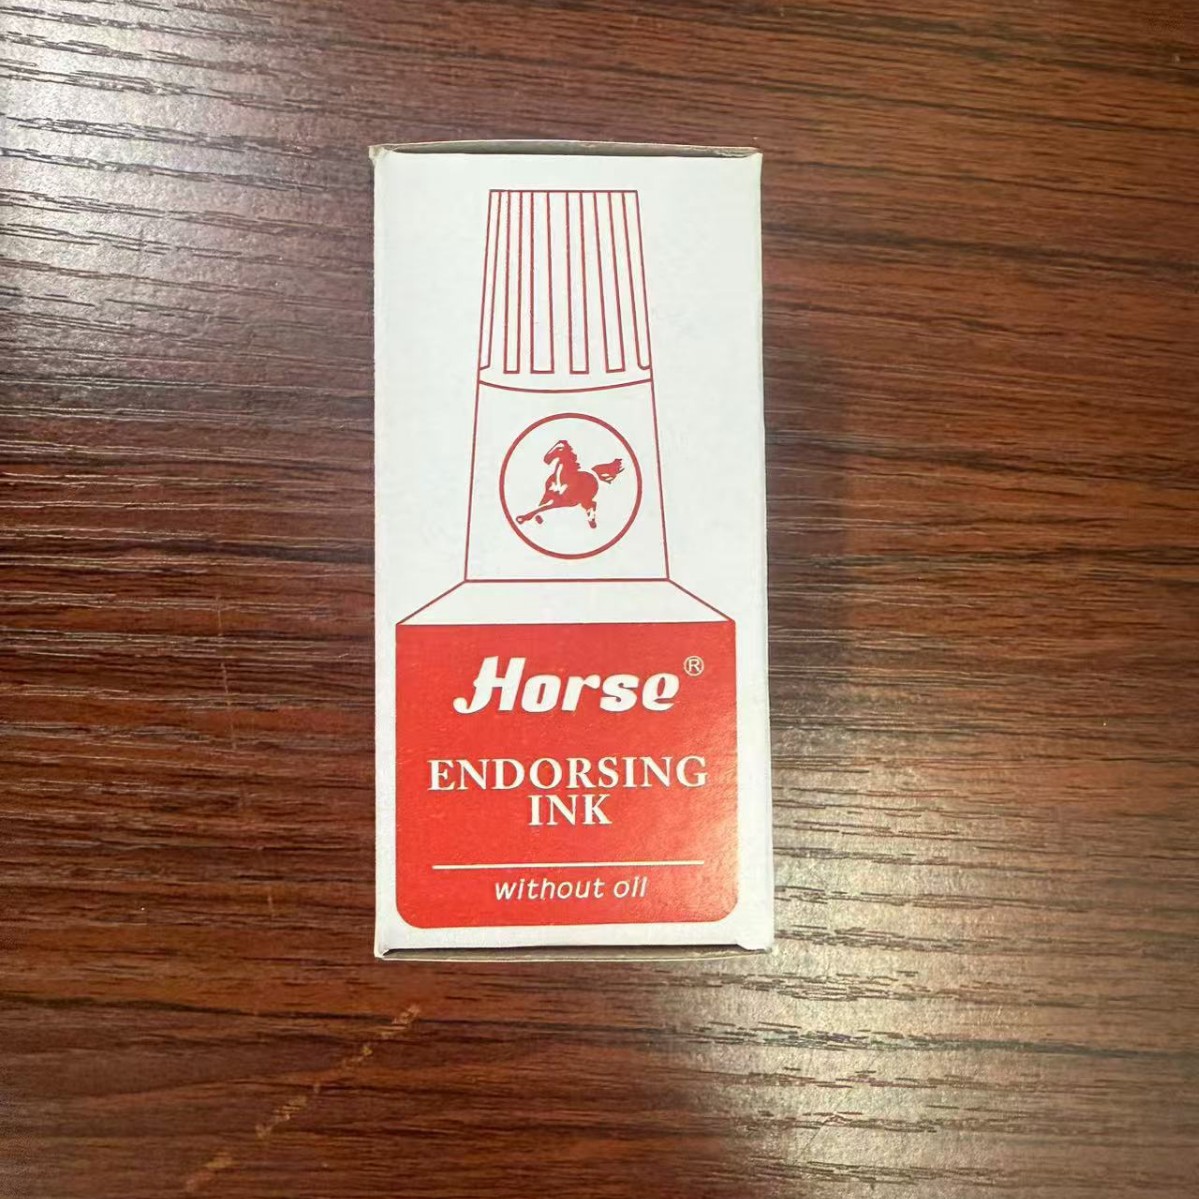 Horse®
ENDORSING
INK
without oil